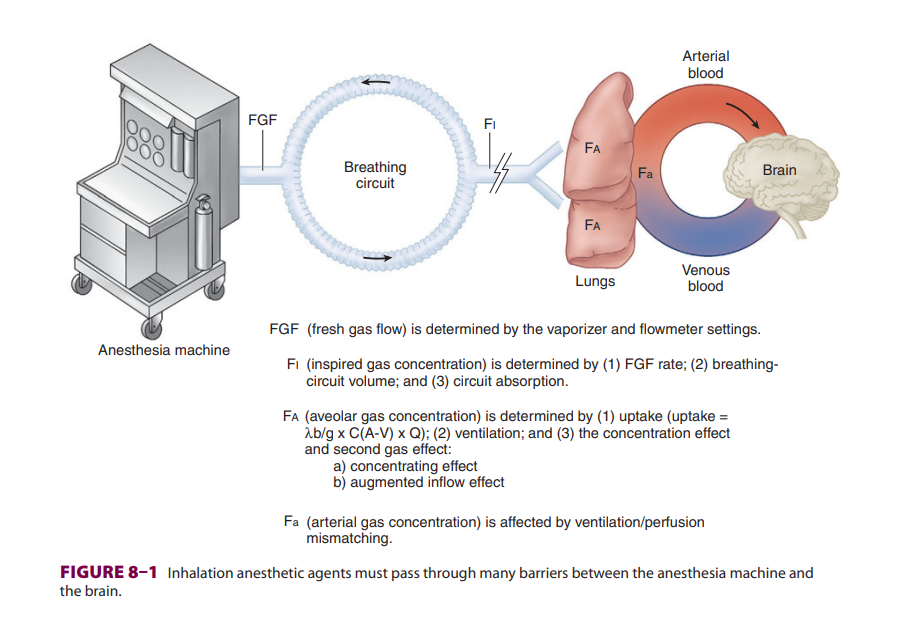 Arterial
blood
FGF
FI
Breathing
circuit
FA
Fa
Brain
FA
Venous
blood
Lungs
Anesthesia machine
FGF (fresh gas flow) is determined by the vaporizer and flowmeter settings.
FI (inspired gas concentration) is determined by (1) FGF rate; (2) breathing-
circuit volume; and (3) circuit absorption.
FA (aveolar gas concentration) is determined by (1) uptake (uptake =
λb/g x C(A-V) x Q); (2) ventilation; and (3) the concentration effect
and second gas effect:
a) concentrating effect
b) augmented inflow effect
Fa (arterial gas concentration) is affected by ventilation/perfusion
mismatching.
FIGURE 8–1 Inhalation anesthetic agents must pass through many barriers between the anesthesia machine and
the brain.